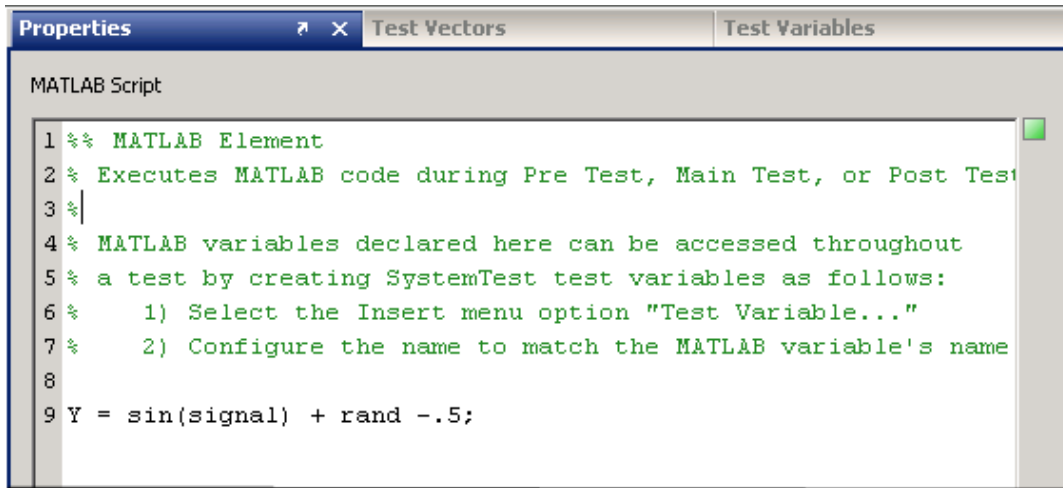 Properties Test Vectors Test Variables
MATLAB Script
1 %% MATLAB Element
2 % Executes MATLAB code during Pre Test, Main Test, or Post Test
3 %
4 % MATLAB variables declared here can be accessed throughout
5 % a test by creating SystemTest test variables as follows:
6 % 1) Select the Insert menu option "Test Variable..."
7 % 2) Configure the name to match the MATLAB variable's name
8
9 Y = sin(signal) + rand -.5;